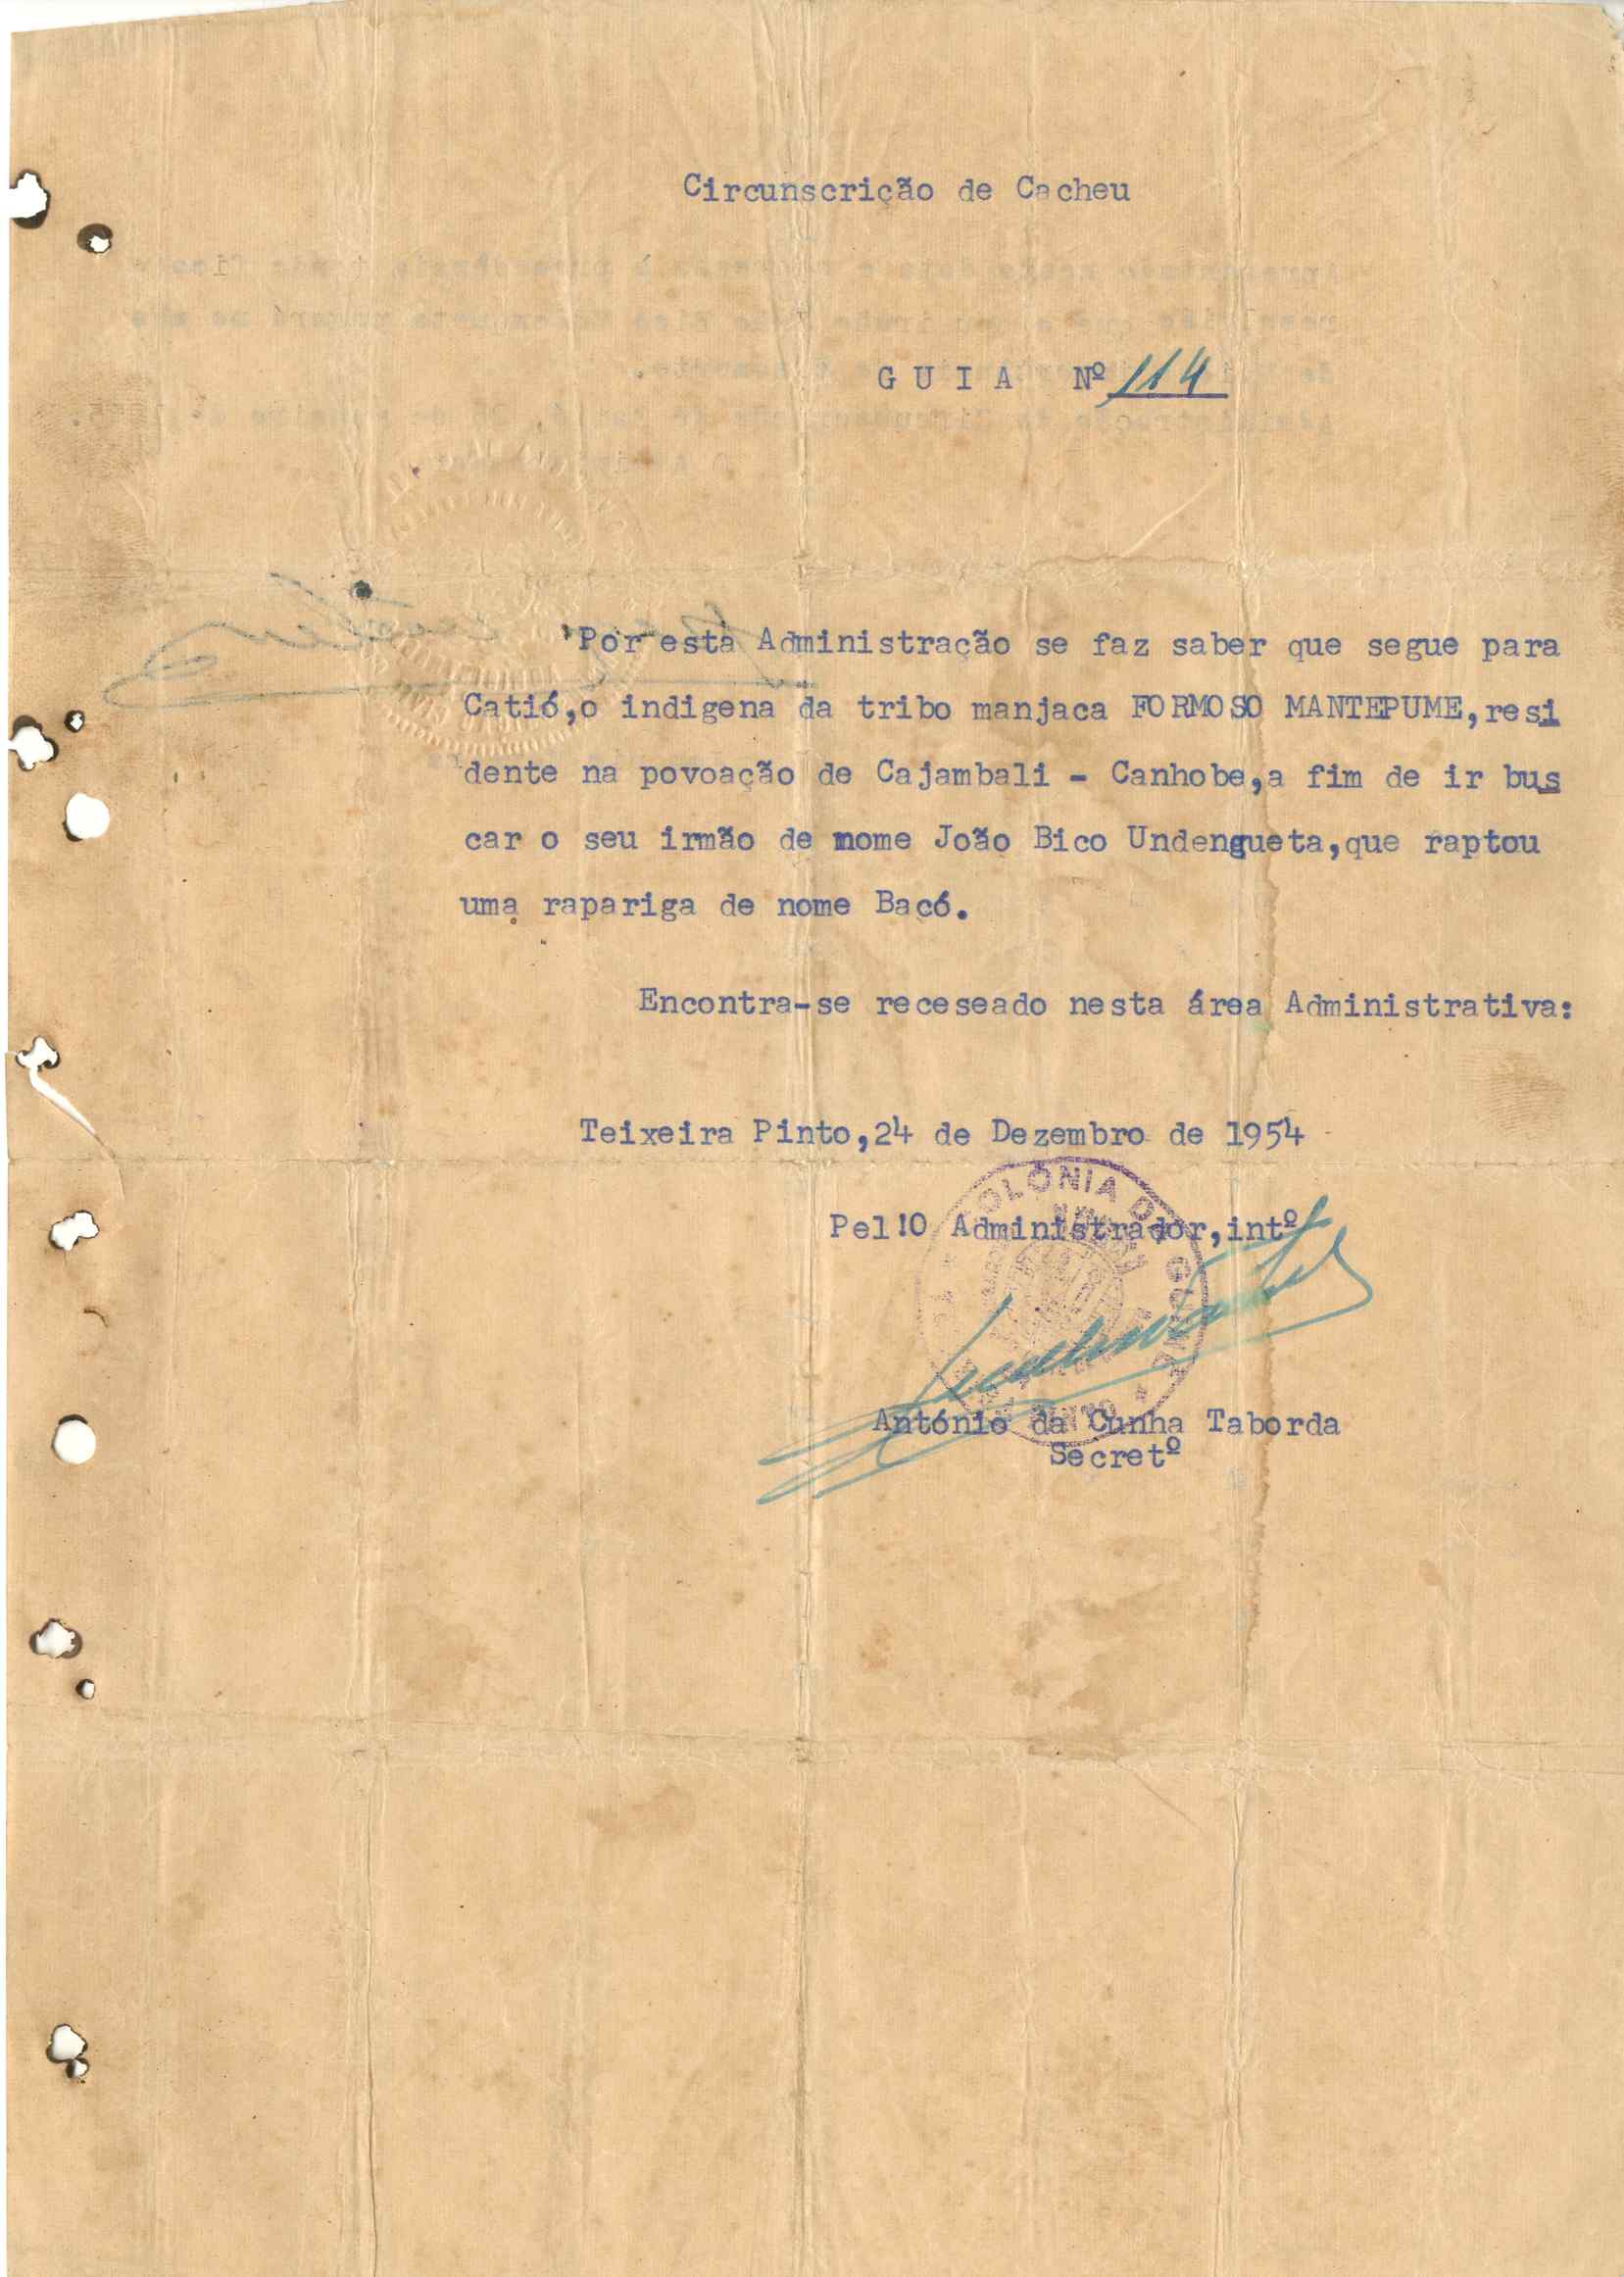 Circunscrição de Cacheu
GUIA Nº 114
Por esta Administração se faz saber que segue para
Catió,o indigena da tribo manjaca FORMOSO MANTEPUME,resi
dente na povoação de Cajambali - Canhobe,a fim de ir bus
car o seu irmão de nome João Bico Undengueta,que raptou
uma rapariga de nome Bacó.
Encontra-se receseado nesta área Administrativa:
Teixeira Pinto,24 de Dezembro de 1954
COLÓNIA DA GUINÉ
Pel!O Administrador,intº
António da Cunha Taborda
Secretº